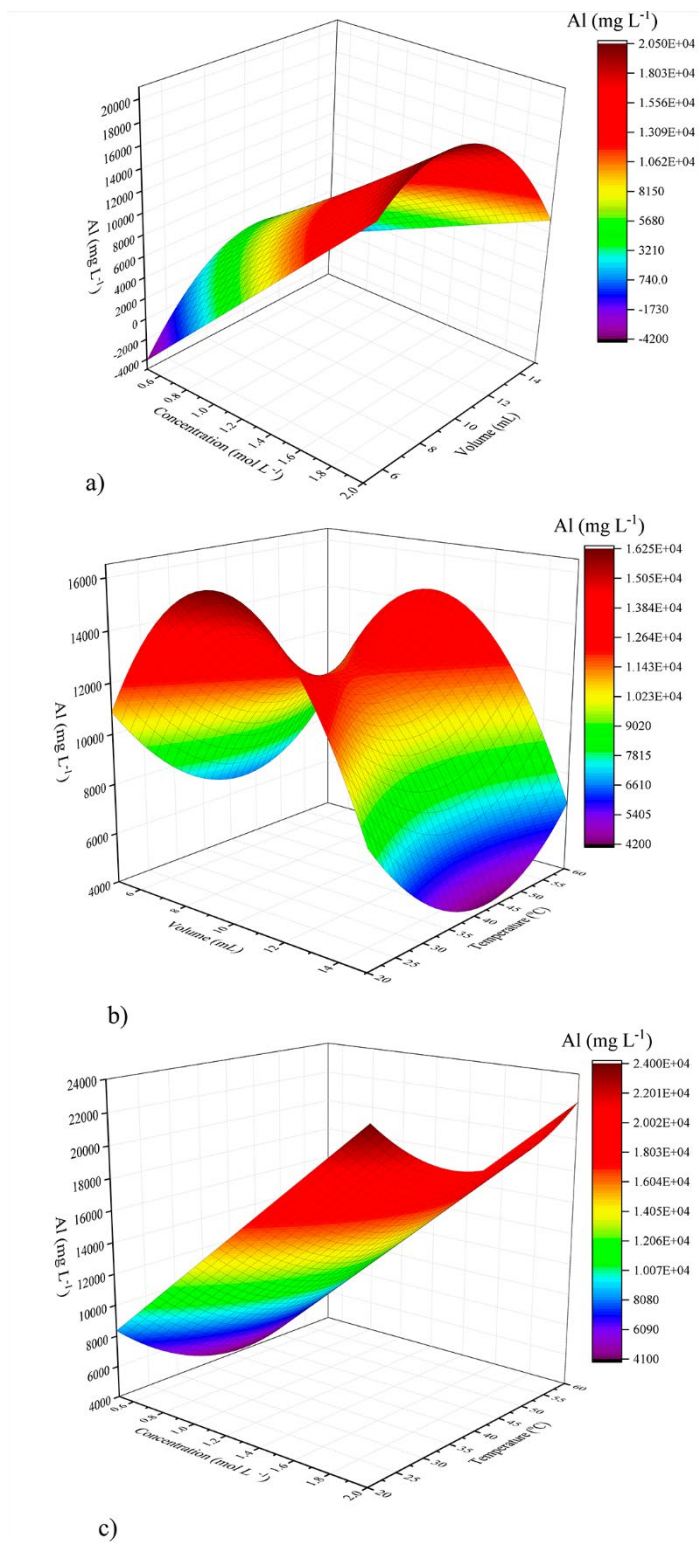 Al (mg L⁻¹)
2.050E+04
1.803E+04
1.556E+04
1.309E+04
1.062E+04
8150
5680
3210
740.0
-1730
-4200
20000
18000
16000
14000
12000
10000
8000
6000
4000
2000
0
-2000
-4000
Al (mg L⁻¹)
0.6
0.8
1.0
1.2
1.4
1.6
1.8
2.0
Concentration (mol L⁻¹)
6
8
10
12
14
Volume (mL)
a)
Al (mg L⁻¹)
1.625E+04
1.505E+04
1.384E+04
1.264E+04
1.143E+04
1.023E+04
9020
7815
6610
5405
4200
16000
14000
12000
10000
8000
6000
4000
Al (mg L⁻¹)
6
8
10
12
14
Volume (mL)
20
25
30
35
40
45
50
55
60
Temperature (ºC)
b)
Al (mg L⁻¹)
2.400E+04
2.201E+04
2.002E+04
1.803E+04
1.604E+04
1.405E+04
1.206E+04
1.007E+04
8080
6090
4100
24000
22000
20000
18000
16000
14000
12000
10000
8000
6000
4000
Al (mg L⁻¹)
0.6
0.8
1.0
1.2
1.4
1.6
1.8
2.0
Concentration (mol L⁻¹)
20
25
30
35
40
45
50
55
60
Temperature (ºC)
c)